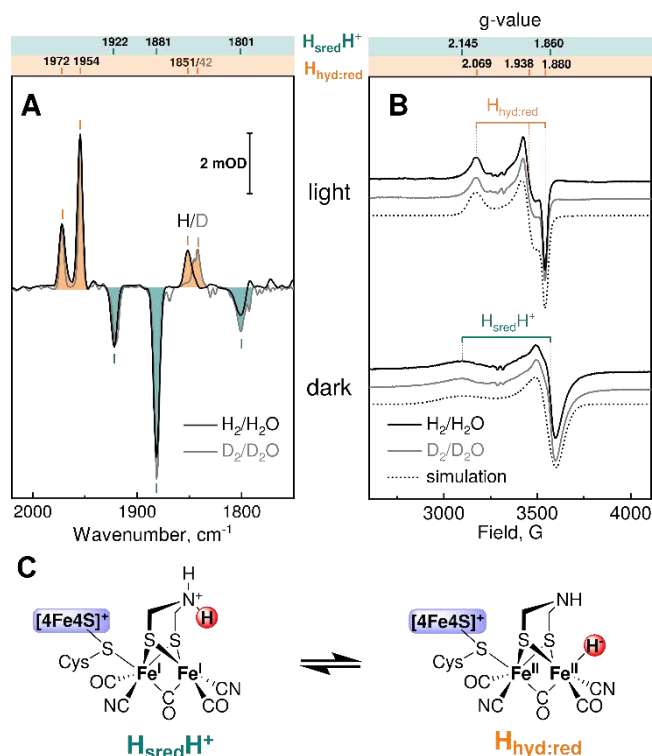 g-value
1922 1881 1801 HsredH⁺ 2.145 1.860
1972 1954 1851/42 Hhyd:red 2.069 1.938 1.880
A
2 mOD
H/D
H₂/H₂O
D₂/D₂O
2000 1950 1900 1850 1800
Wavenumber, cm⁻¹
light
dark
B
Hhyd:red
HsredH⁺
H₂/H₂O
D₂/D₂O
simulation
3000 3500 4000
Field, G
C
H
[4Fe4S]⁺ N⁺ H
S S S
Cys Feᴵ Feᴵ
OC CN
NC C CO
O
HsredH⁺
[4Fe4S]⁺ NH
S S S H⁻
Cys Feᴵᴵ Feᴵᴵ
OC CN
NC C CO
O
Hhyd:red